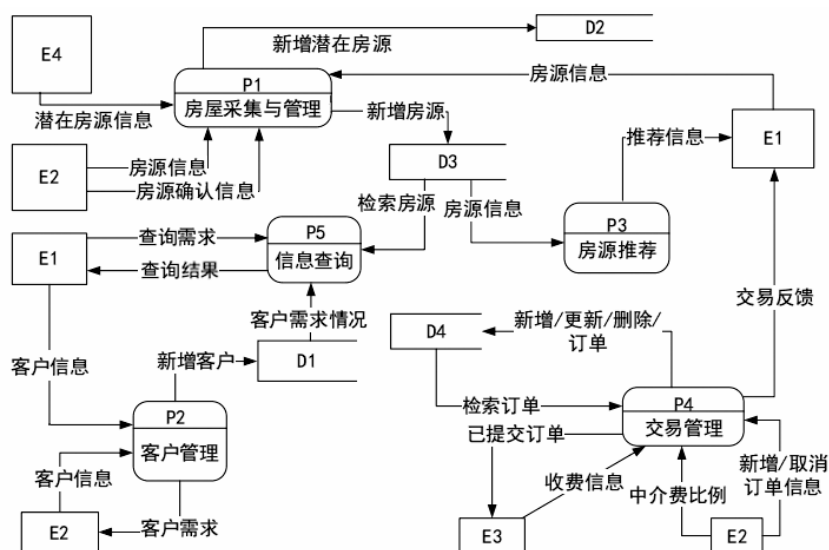 E4
新增潜在房源
D2
P1
房屋采集与管理
房源信息
潜在房源信息
新增房源
E2
房源信息
房源确认信息
D3
推荐信息
E1
检索房源
房源信息
P3
房源推荐
E1
查询需求
查询结果
P5
信息查询
交易反馈
客户需求情况
D4
新增/更新/删除/
订单
客户信息
新增客户
D1
P2
客户管理
检索订单
已提交订单
P4
交易管理
客户信息
客户需求
E2
收费信息
中介费比例
新增/取消
订单信息
E3
E2